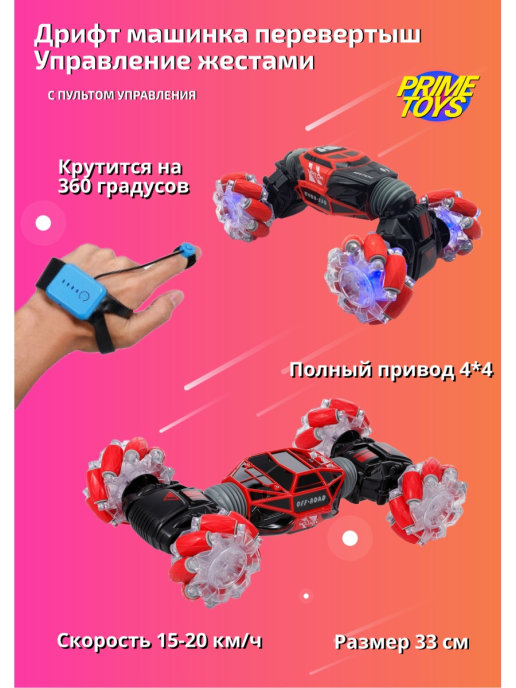 Дрифт машинка перевертыш
Управление жестами
С ПУЛЬТОМ УПРАВЛЕНИЯ
PRIME
TOYS
Крутится на
360 градусов
Полный привод 4*4
OFF-ROAD
Скорость 15-20 км/ч
Размер 33 см